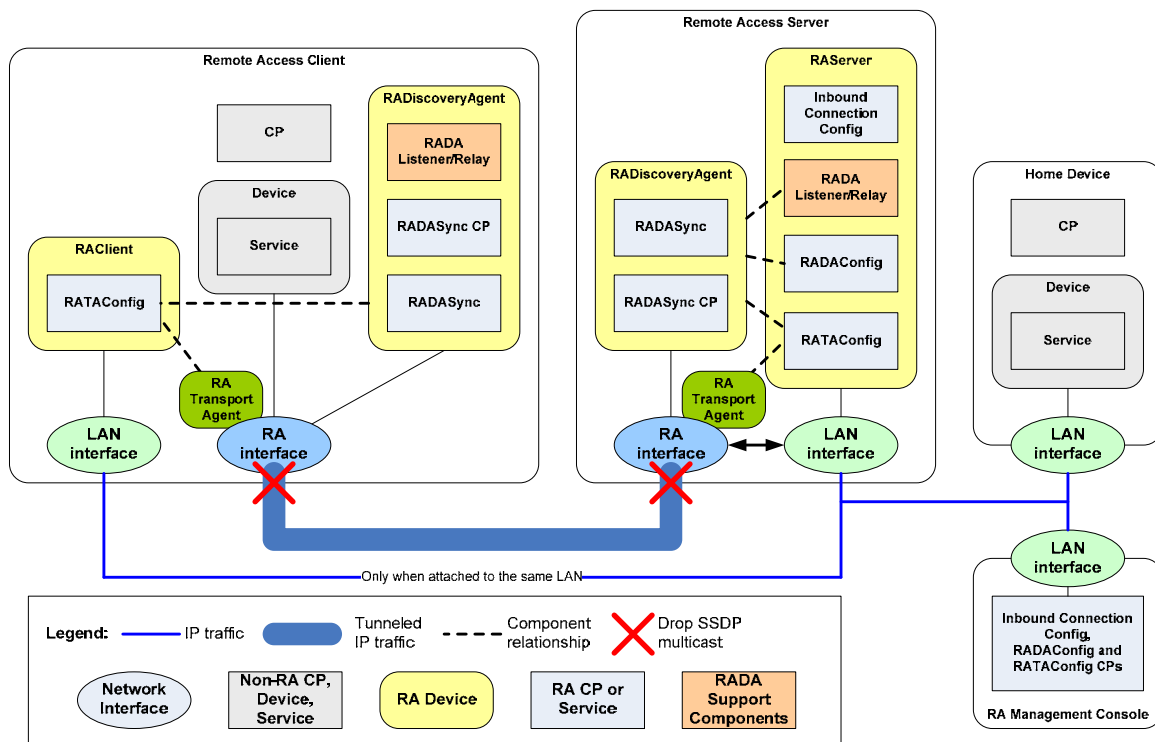 Remote Access Client
CP
Device
Service
RAClient
RATAConfig
RADiscoveryAgent
RADA
Listener/Relay
RADASync CP
RADASync
RA
Transport
Agent
LAN
interface
RA
interface
Remote Access Server
RADiscoveryAgent
RADASync
RADASync CP
RAServer
Inbound
Connection
Config
RADA
Listener/Relay
RADAConfig
RATAConfig
RA
Transport
Agent
RA
interface
LAN
interface
Home Device
CP
Device
Service
LAN
interface
Only when attached to the same LAN
LAN
interface
Inbound Connection
Config,
RADAConfig and
RATAConfig CPs
RA Management Console
Legend:
IP traffic
Tunneled
IP traffic
Component
relationship
Drop SSDP
multicast
Network
Interface
Non-RA CP,
Device,
Service
RA Device
RA CP or
Service
RADA
Support
Components